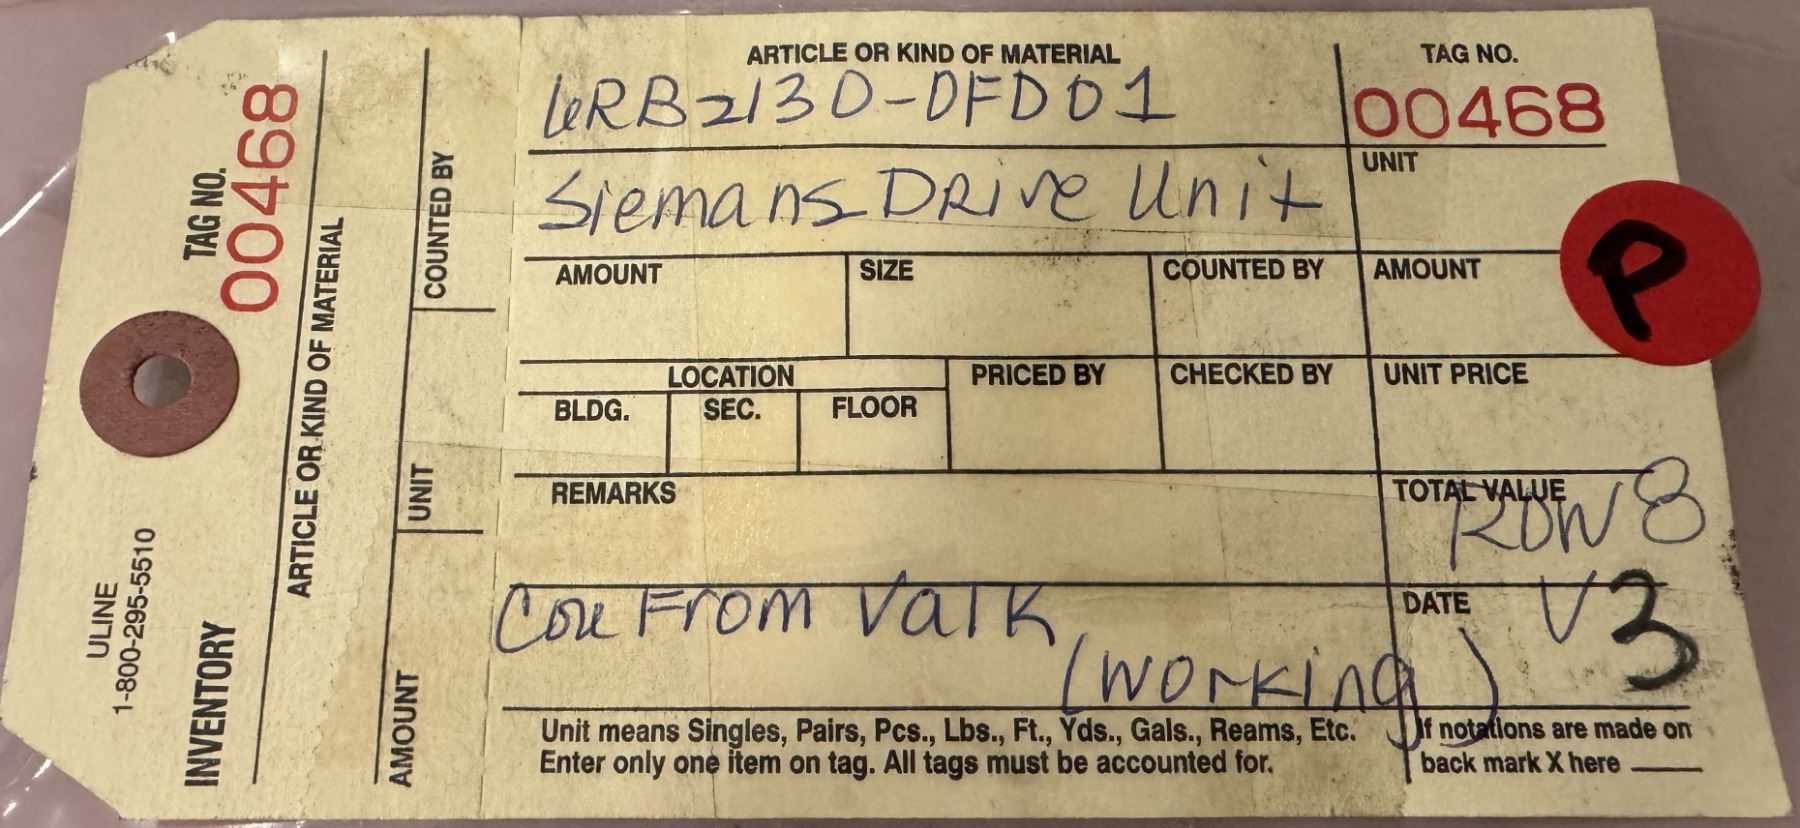 ARTICLE OR KIND OF MATERIAL
6RB2130-0FD01
TAG NO.
00468
Siemans DRive Unit
UNIT
AMOUNT
SIZE
COUNTED BY
AMOUNT
LOCATION
BLDG.
SEC.
FLOOR
PRICED BY
CHECKED BY
UNIT PRICE
REMARKS
TOTAL VALUE
ROW 8
From Valk
(working)
DATE
V3
Unit means Singles, Pairs, Pcs., Lbs., Ft., Yds., Gals., Reams, Etc.
Enter only one item on tag. All tags must be accounted for.
If notations are made on
back mark X here
P
ULINE
1-800-295-5510
INVENTORY
TAG NO.
00468
ARTICLE OR KIND OF MATERIAL
AMOUNT
UNIT
COUNTED BY